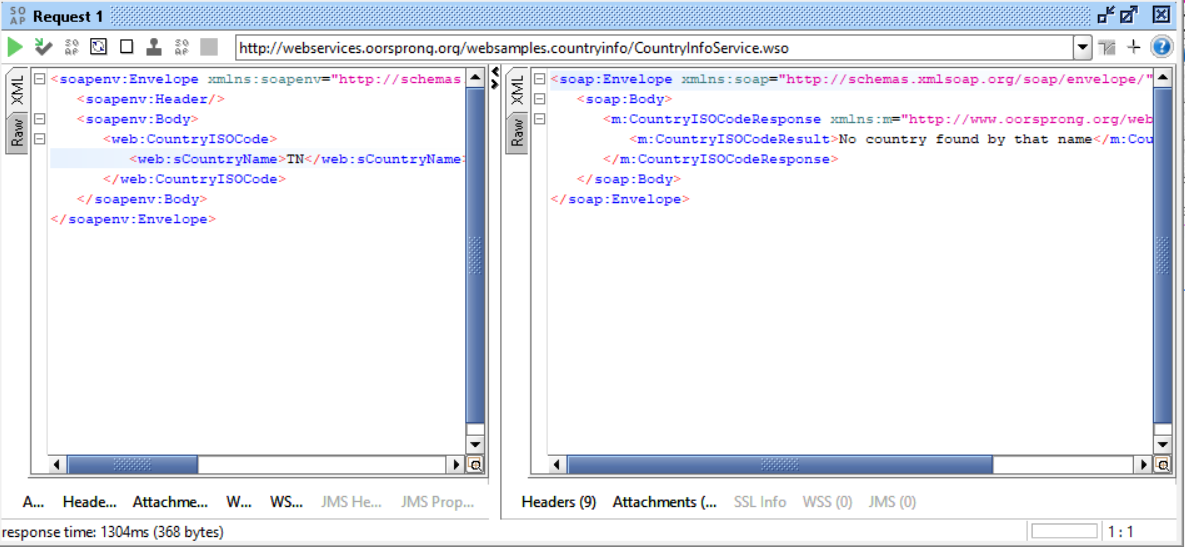 SO AP Request 1
SO AP SO AP http://webservices.oorsprong.org/websamples.countryinfo/CountryInfoService.wso
XML
Raw
<soapenv:Envelope xmlns:soapenv="http://schemas.
<soapenv:Header/>
<soapenv:Body>
<web:CountryISOCode>
<web:sCountryName>TN</web:sCountryName>
</web:CountryISOCode>
</soapenv:Body>
</soapenv:Envelope>
XML
Raw
<soap:Envelope xmlns:soap="http://schemas.xmlsoap.org/soap/envelope/"
<soap:Body>
<m:CountryISOCodeResponse xmlns:m="http://www.oorsprong.org/web
<m:CountryISOCodeResult>No country found by that name</m:Cou
</m:CountryISOCodeResponse>
</soap:Body>
</soap:Envelope>
A... Heade... Attachme... W... WS... JMS He... JMS Prop...
Headers (9) Attachments (... SSL Info WSS (0) JMS (0)
response time: 1304ms (368 bytes)
1 : 1